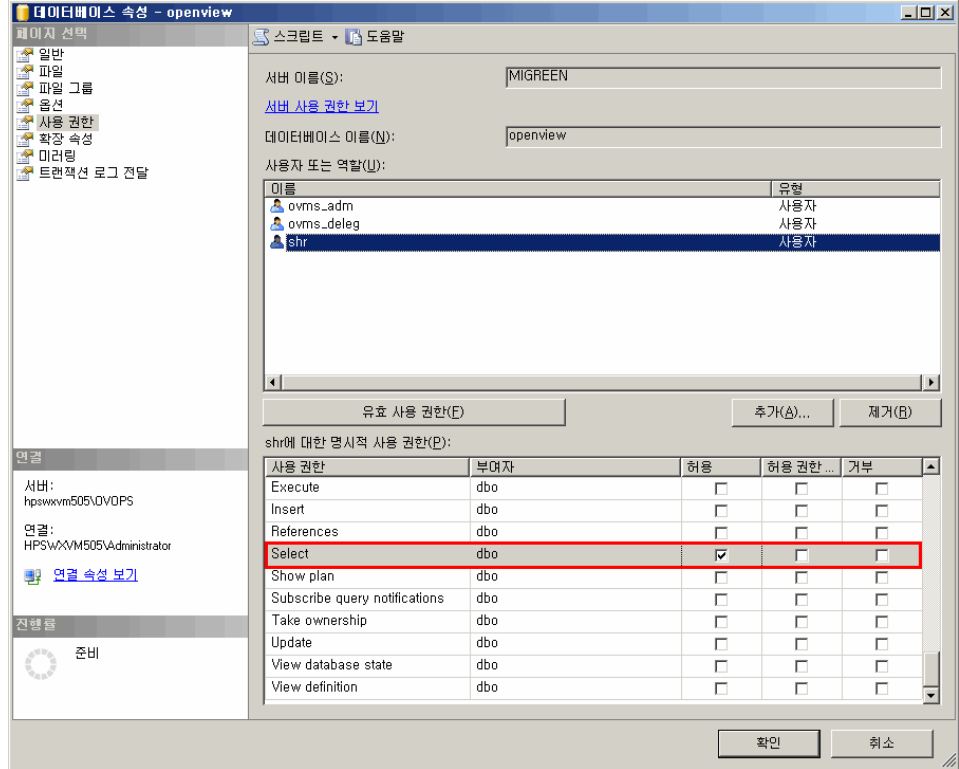 데이터베이스 속성 - openview
페이지 선택
일반
파일
파일 그룹
옵션
사용 권한
확장 속성
미러링
트랜잭션 로그 전달
연결
서버:
hpswxvm505\OVOPS
연결:
HPSWXVM505\Administrator
연결 속성 보기
진행률
준비
스크립트 도움말
서버 이름(S): MIGREEN
서버 사용 권한 보기
데이터베이스 이름(N): openview
사용자 또는 역할(U):
이름 유형
ovms_adm 사용자
ovms_deleg 사용자
shr 사용자
유효 사용 권한(F) 추가(A)... 제거(R)
shr에 대한 명시적 사용 권한(P):
사용 권한 부여자 허용 허용 권한 ... 거부
Execute dbo
Insert dbo
References dbo
Select dbo
Show plan dbo
Subscribe query notifications dbo
Take ownership dbo
Update dbo
View database state dbo
View definition dbo
확인 취소